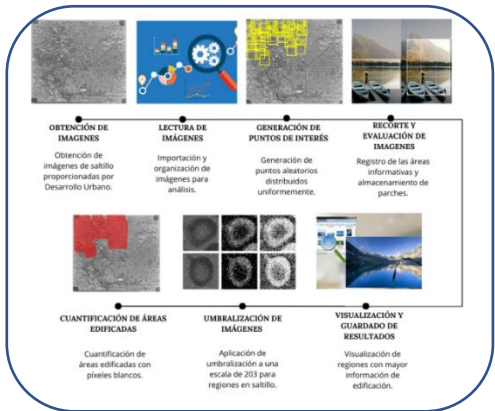 OBTENCIÓN DE
IMAGENES
Obtención de
imágenes de saltillo
proporcionadas por
Desarrollo Urbano.
LECTURA DE
IMÁGENES
Importación y
organización de
imágenes para
análisis.
GENERACIÓN DE
PUNTOS DE INTERÉS
Generación de
puntos aleatorios
distribuidos
uniformemente.
RECORTE Y
EVALUACIÓN DE
IMAGENES
Registro de las áreas
informativas y
almacenamiento de
parches.
CUANTIFICACIÓN DE ÁREAS
EDIFICADAS
Cuantificación de
áreas edificadas con
píxeles blancos.
UMBRALIZACIÓN DE
IMÁGENES
Aplicación de
umbralización a una
escala de 203 para
regiones en saltillo.
VISUALIZACIÓN Y
GUARDADO DE
RESULTADOS
Visualización de
regiones con mayor
información de
edificación.